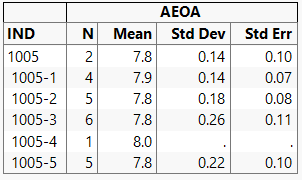 AEOA
IND N Mean Std Dev Std Err
1005 2 7.8 0.14 0.10
1005-1 4 7.9 0.14 0.07
1005-2 5 7.8 0.18 0.08
1005-3 6 7.8 0.26 0.11
1005-4 1 8.0 . .
1005-5 5 7.8 0.22 0.10